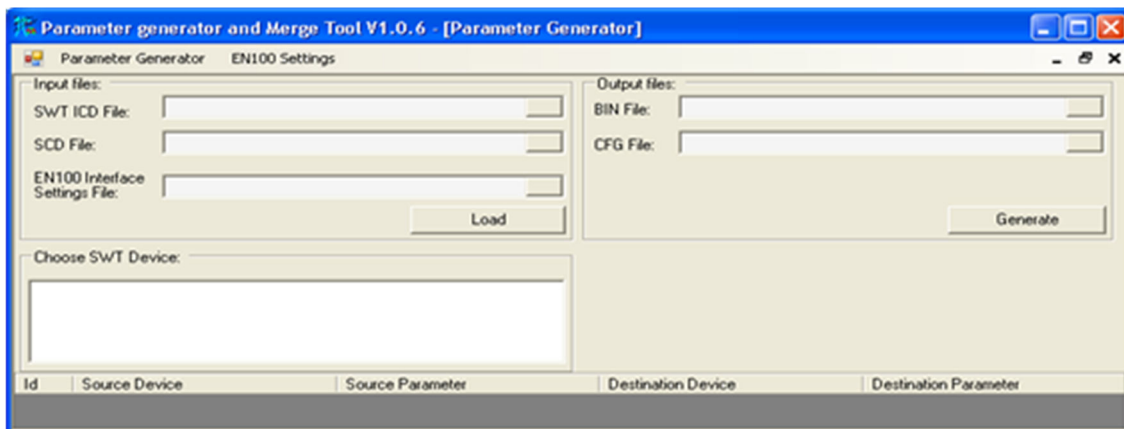 Parameter generator and Merge Tool V1.0.6 - [Parameter Generator]
Parameter Generator EN100 Settings
Input files:
SWT ICD File:
SCD File:
EN100 Interface
Settings File:
Load
Output files:
BIN File:
CFG File:
Generate
Choose SWT Device:
Id Source Device Source Parameter Destination Device Destination Parameter